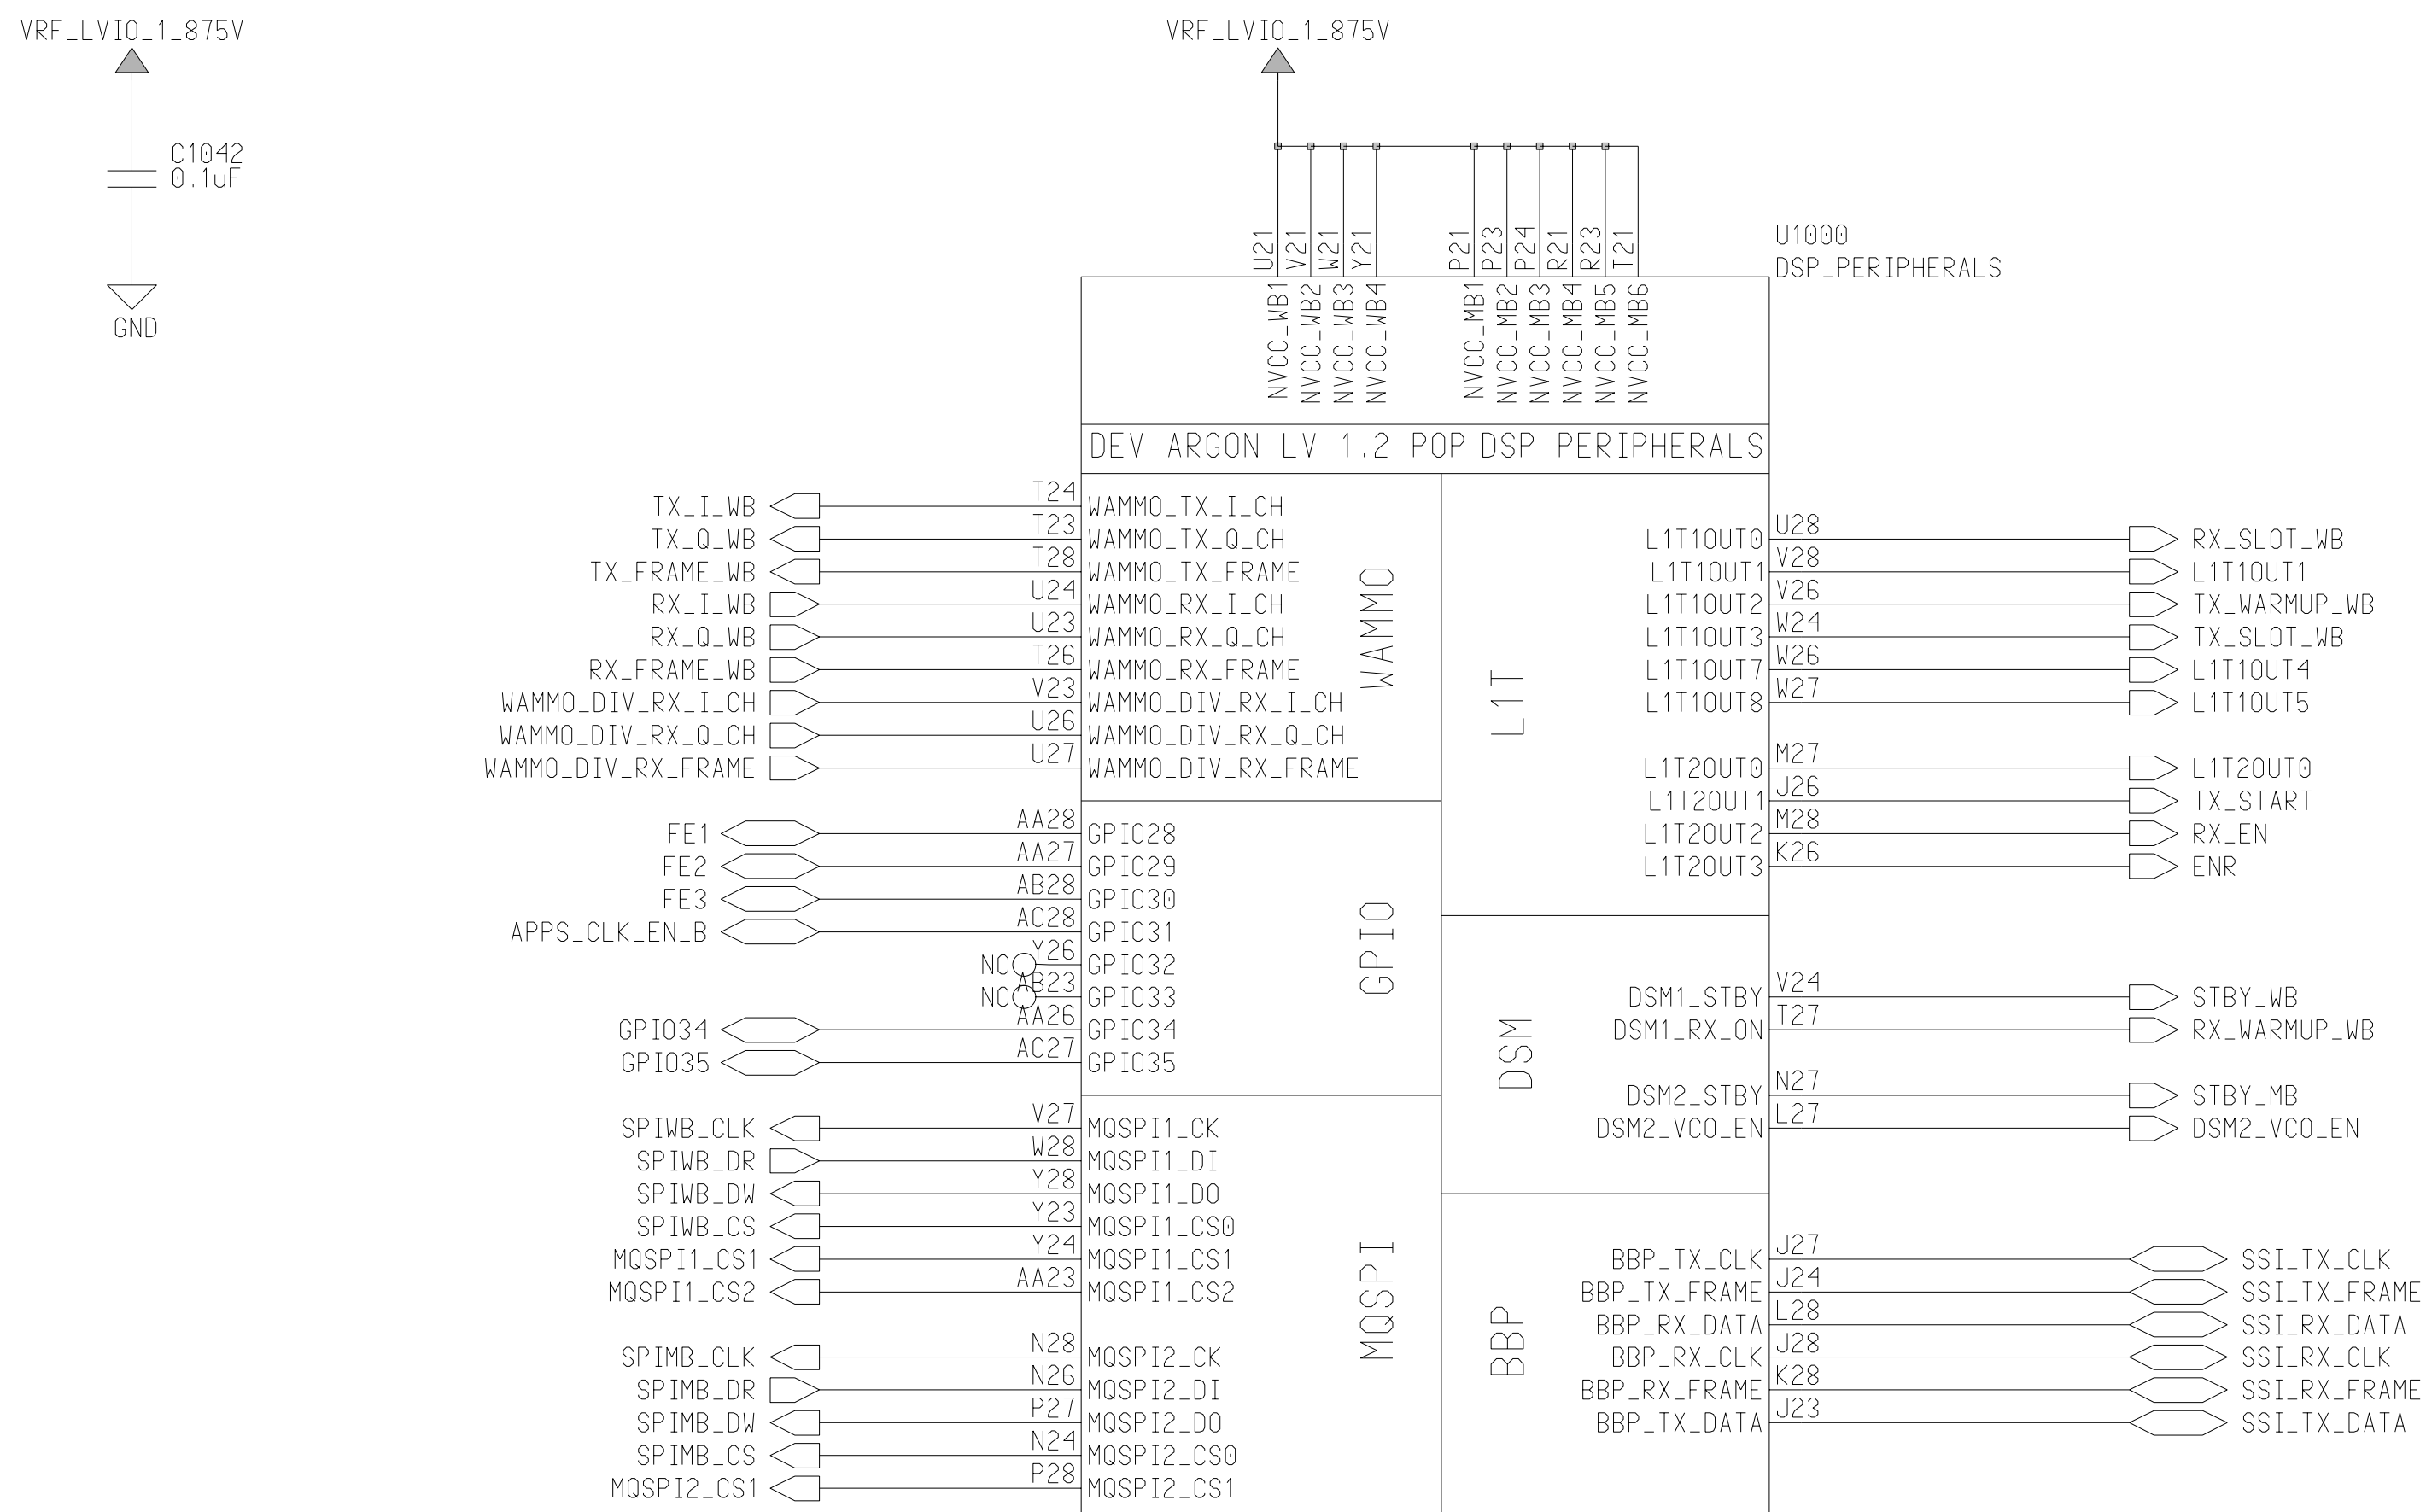 VRF_LVIO_1_875V
C1042
0.1uF
GND
VRF_LVIO_1_875V
U21
V21
W21
Y21
P21
P23
P24
R21
R23
T21
U1000
DSP_PERIPHERALS
NVCC_WB1
NVCC_WB2
NVCC_WB3
NVCC_WB4
NVCC_MB1
NVCC_MB2
NVCC_MB3
NVCC_MB4
NVCC_MB5
NVCC_MB6
DEV ARGON LV 1.2 POP DSP PERIPHERALS
TX_I_WB T24 WAMMO_TX_I_CH
TX_Q_WB T23 WAMMO_TX_Q_CH
TX_FRAME_WB T28 WAMMO_TX_FRAME
RX_I_WB U24 WAMMO_RX_I_CH
RX_Q_WB U23 WAMMO_RX_Q_CH
RX_FRAME_WB T26 WAMMO_RX_FRAME
WAMMO_DIV_RX_I_CH V23 WAMMO_DIV_RX_I_CH
WAMMO_DIV_RX_Q_CH U26 WAMMO_DIV_RX_Q_CH
WAMMO_DIV_RX_FRAME U27 WAMMO_DIV_RX_FRAME
WAMMO
FE1 AA28 GPIO28
FE2 AA27 GPIO29
FE3 AB28 GPIO30
APPS_CLK_EN_B AC28 GPIO31
NC Y26 GPIO32
NC AB23 GPIO33
GPIO34 AA26 GPIO34
GPIO35 AC27 GPIO35
GPIO
SPIWB_CLK V27 MQSPI1_CK
SPIWB_DR W28 MQSPI1_DI
SPIWB_DW Y28 MQSPI1_DO
SPIWB_CS Y23 MQSPI1_CS0
MQSPI1_CS1 Y24 MQSPI1_CS1
MQSPI1_CS2 AA23 MQSPI1_CS2
SPIMB_CLK N28 MQSPI2_CK
SPIMB_DR N26 MQSPI2_DI
SPIMB_DW P27 MQSPI2_DO
SPIMB_CS N24 MQSPI2_CS0
MQSPI2_CS1 P28 MQSPI2_CS1
MQSPI
L1T
L1T1OUT0 U28 RX_SLOT_WB
L1T1OUT1 V28 L1T1OUT1
L1T1OUT2 V26 TX_WARMUP_WB
L1T1OUT3 W24 TX_SLOT_WB
L1T1OUT7 W26 L1T1OUT4
L1T1OUT8 W27 L1T1OUT5
L1T2OUT0 M27 L1T2OUT0
L1T2OUT1 J26 TX_START
L1T2OUT2 M28 RX_EN
L1T2OUT3 K26 ENR
DSM
DSM1_STBY V24 STBY_WB
DSM1_RX_ON T27 RX_WARMUP_WB
DSM2_STBY N27 STBY_MB
DSM2_VCO_EN L27 DSM2_VCO_EN
BBP
BBP_TX_CLK J27 SSI_TX_CLK
BBP_TX_FRAME J24 SSI_TX_FRAME
BBP_RX_DATA L28 SSI_RX_DATA
BBP_RX_CLK J28 SSI_RX_CLK
BBP_RX_FRAME K28 SSI_RX_FRAME
BBP_TX_DATA J23 SSI_TX_DATA